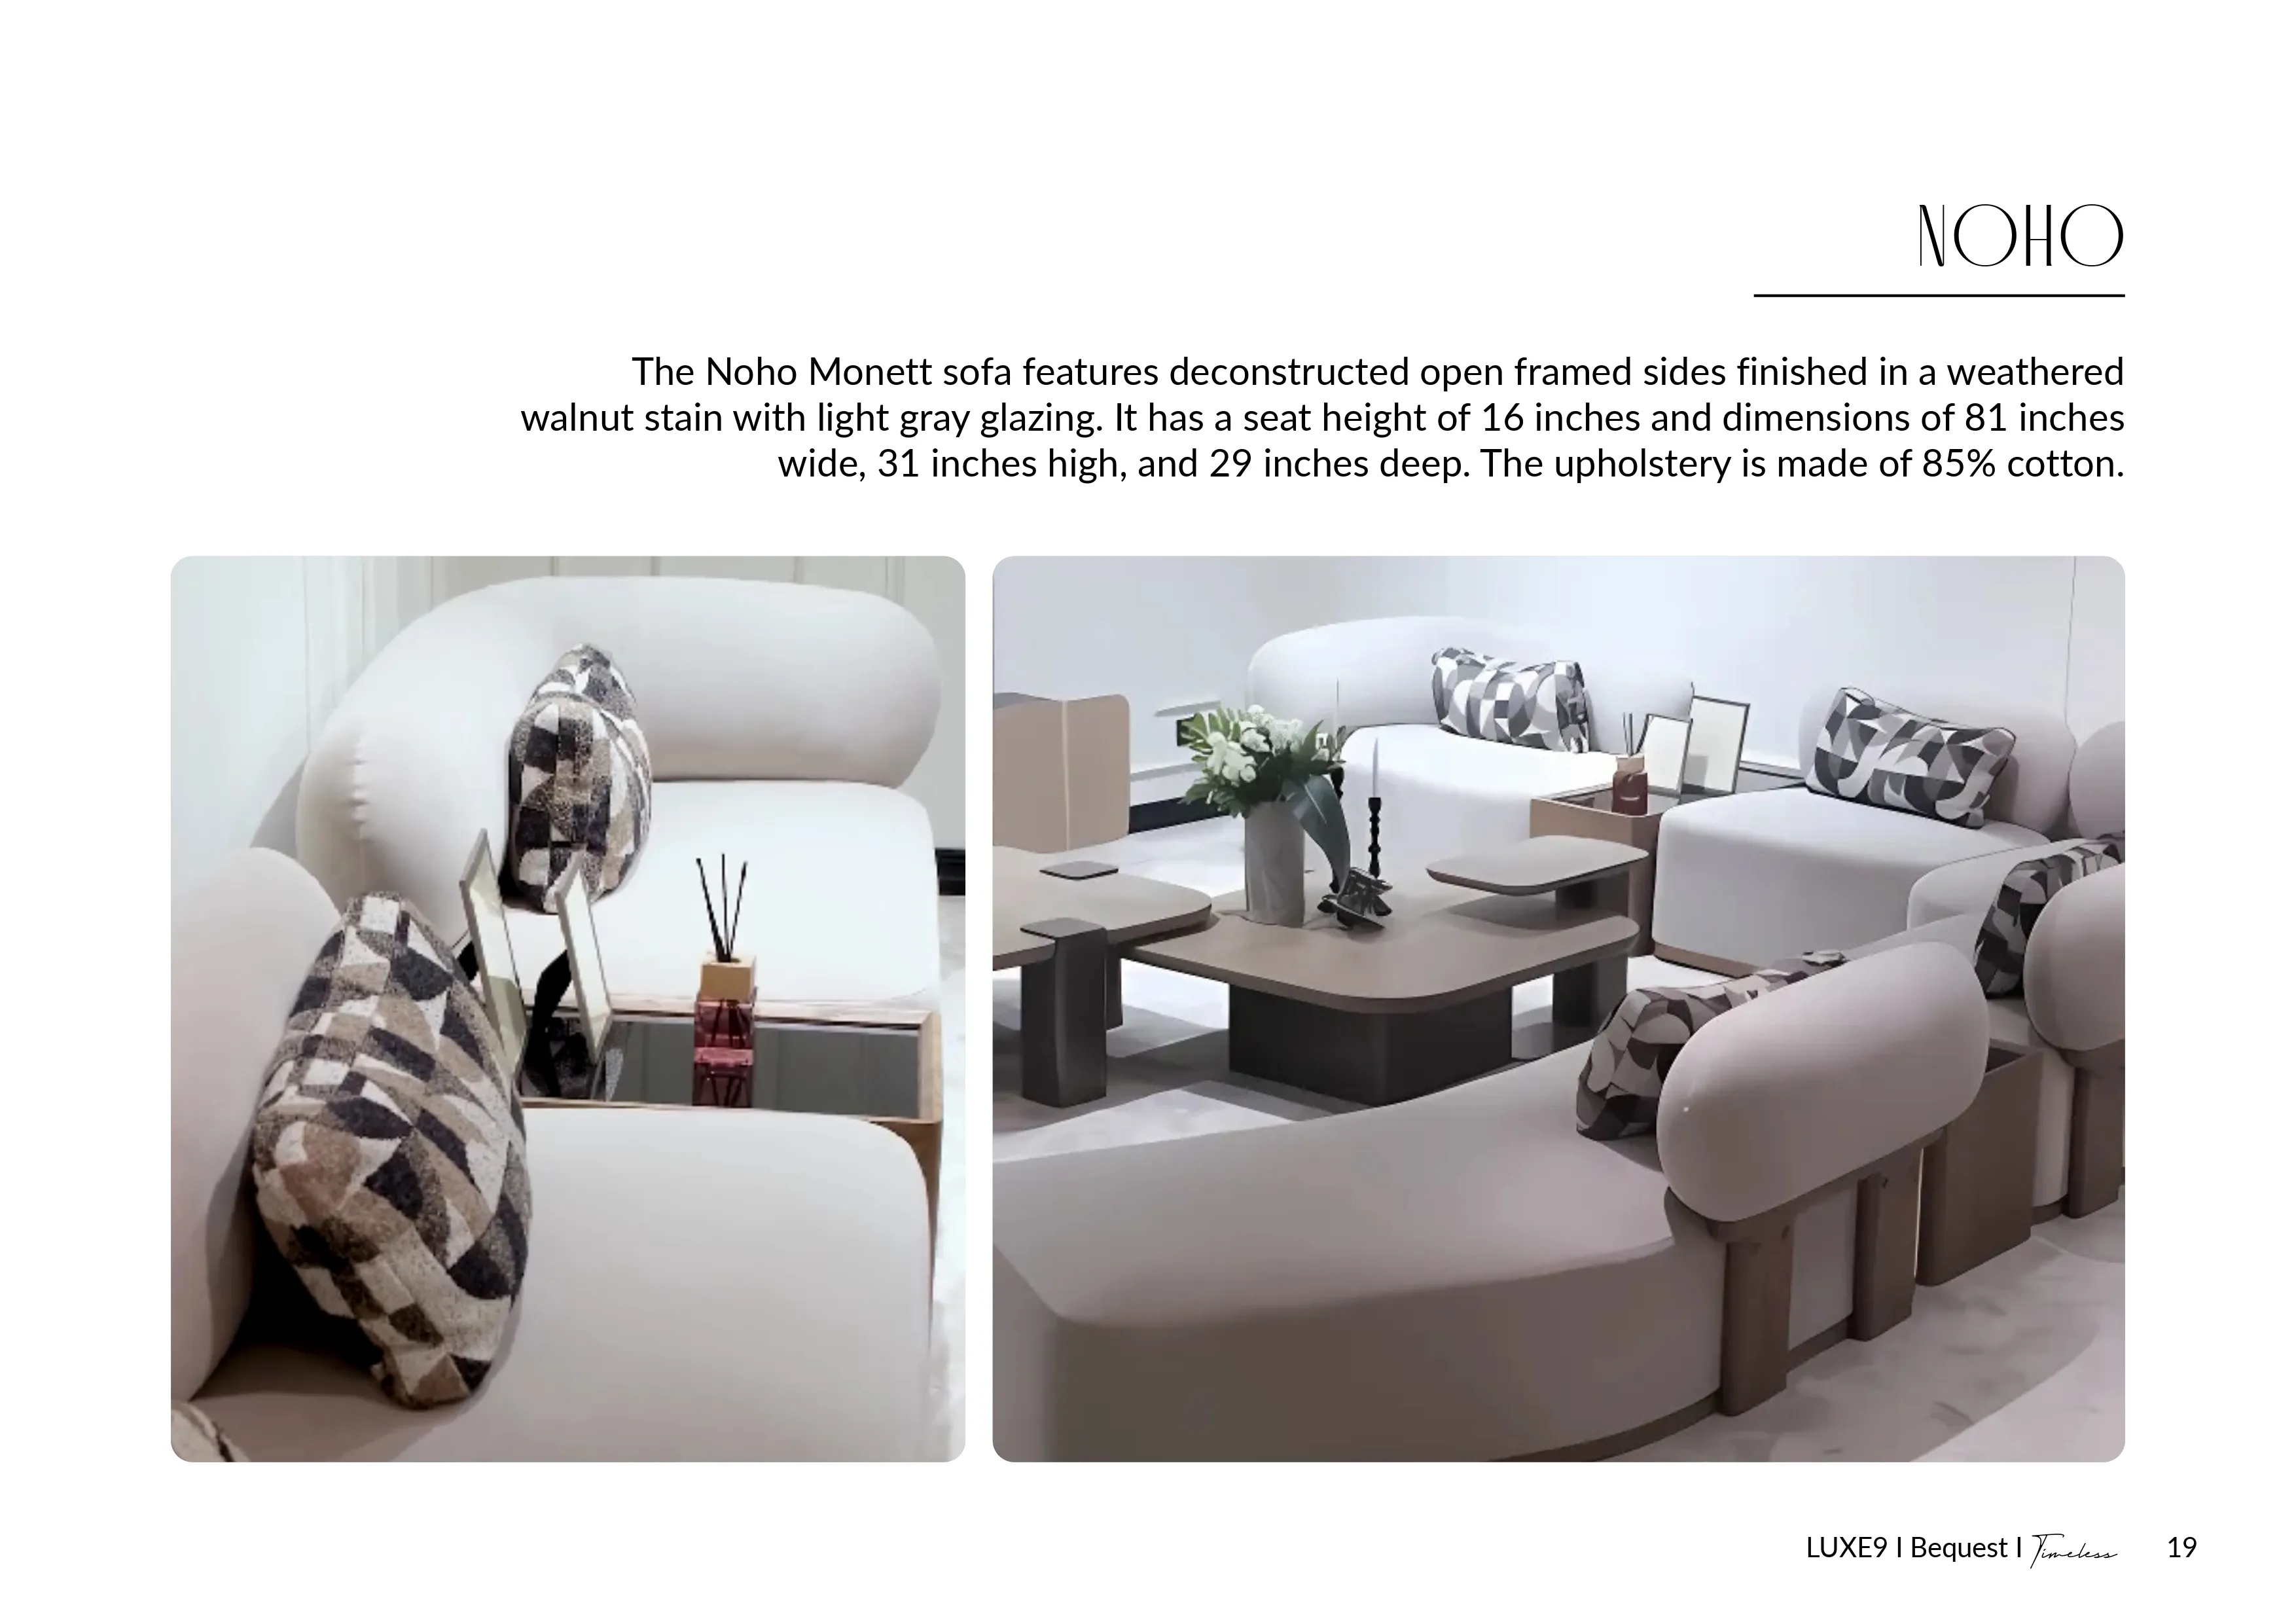 NOHO
The Noho Monett sofa features deconstructed open framed sides finished in a weathered
walnut stain with light gray glazing. It has a seat height of 16 inches and dimensions of 81 inches
wide, 31 inches high, and 29 inches deep. The upholstery is made of 85% cotton.
LUXE9 I Bequest I Timeless 19